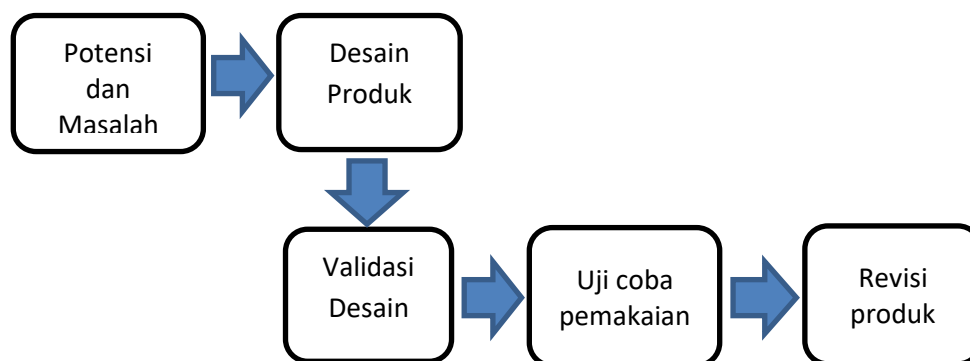 Potensi
dan
Masalah
Desain
Produk
Validasi
Desain
Uji coba
pemakaian
Revisi
produk